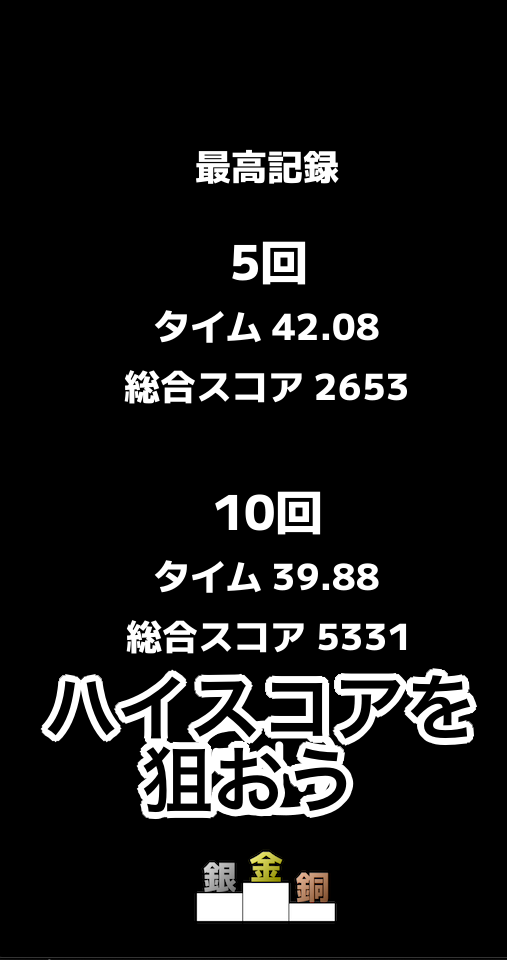 最高記録
5回
タイム 42.08
総合スコア 2653
10回
タイム 39.88
総合スコア 5331
ハイスコアを
狙おう
銀 金 銅